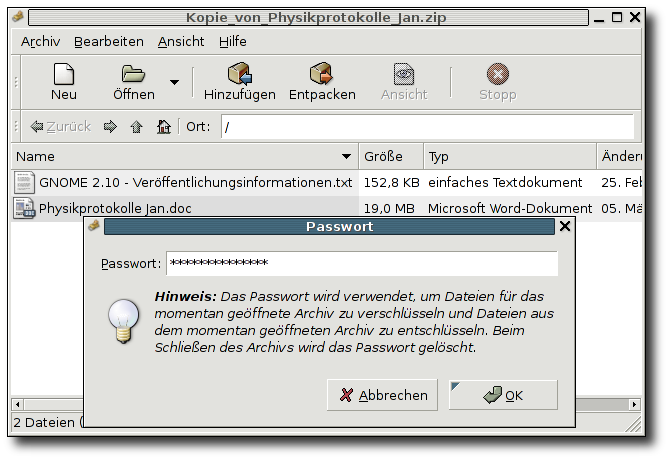 Kopie_von_Physikprotokolle_Jan.zip
Archiv Bearbeiten Ansicht Hilfe
Neu Öffnen Hinzufügen Entpacken Ansicht Stopp
Zurück Ort: /
Name Größe Typ Änderu
GNOME 2.10 - Veröffentlichungsinformationen.txt 152,8 KB einfaches Textdokument 25. Feb
Physikprotokolle Jan.doc 19,0 MB Microsoft Word-Dokument 05. Mä
Passwort
Passwort: ***************
Hinweis: Das Passwort wird verwendet, um Dateien für das
momentan geöffnete Archiv zu verschlüsseln und Dateien aus
dem momentan geöffneten Archiv zu entschlüsseln. Beim
Schließen des Archivs wird das Passwort gelöscht.
Abbrechen OK
2 Dateien (